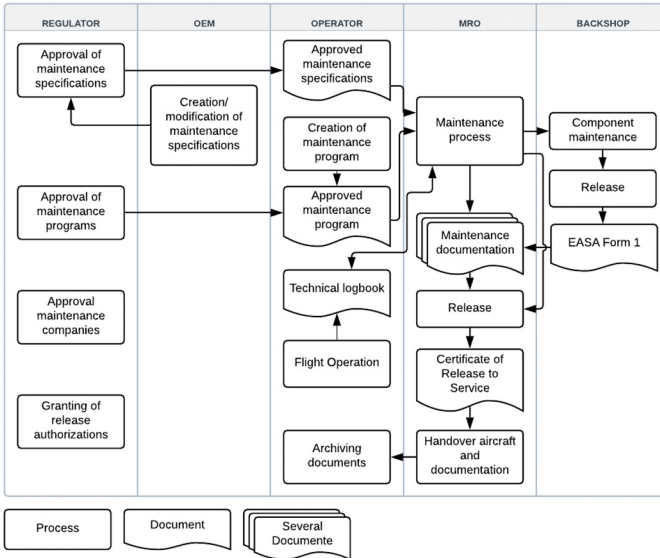 REGULATOR
OEM
OPERATOR
MRO
BACKSHOP
Approval of
maintenance
specifications
Approved
maintenance
specifications
Creation/
modification of
maintenance
specifications
Creation of
maintenance
program
Maintenance
process
Component
maintenance
Release
Approval of
maintenance
programs
Approved
maintenance
program
Maintenance
documentation
EASA Form 1
Technical logbook
Approval
maintenance
companies
Release
Flight Operation
Certificate of
Release to
Service
Granting of
release
authorizations
Archiving
documents
Handover aircraft
and
documentation
Process
Document
Several
Documente